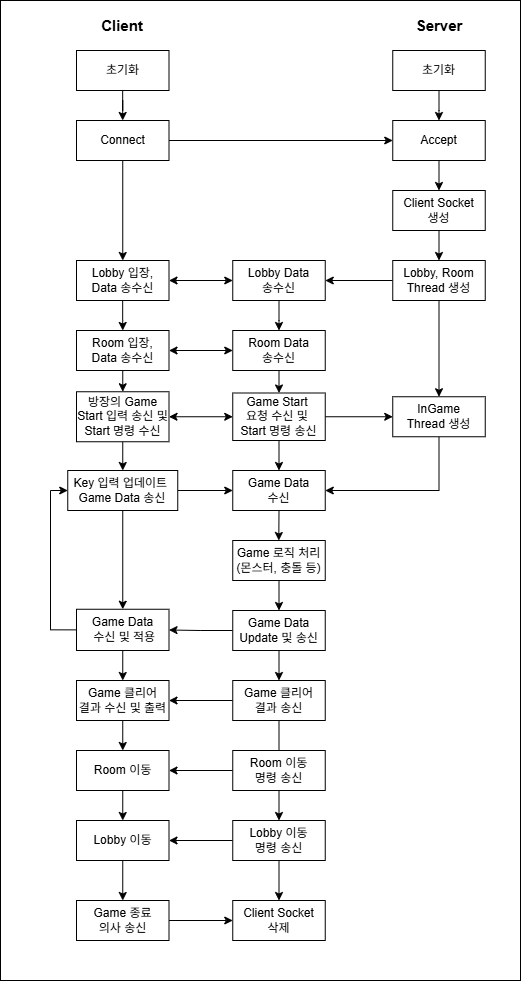 Client
Server
초기화
초기화
Connect
Accept
Client Socket
생성
Lobby 입장,
Data 송수신
Lobby Data
송수신
Lobby, Room
Thread 생성
Room 입장,
Data 송수신
Room Data
송수신
방장의 Game
Start 입력 송신 및
Start 명령 수신
Game Start
요청 수신 및
Start 명령 송신
InGame
Thread 생성
Key 입력 업데이트
Game Data 송신
Game Data
수신
Game 로직 처리
(몬스터, 충돌 등)
Game Data
수신 및 적용
Game Data
Update 및 송신
Game 클리어
결과 수신 및 출력
Game 클리어
결과 송신
Room 이동
Room 이동
명령 송신
Lobby 이동
Lobby 이동
명령 송신
Game 종료
의사 송신
Client Socket
삭제